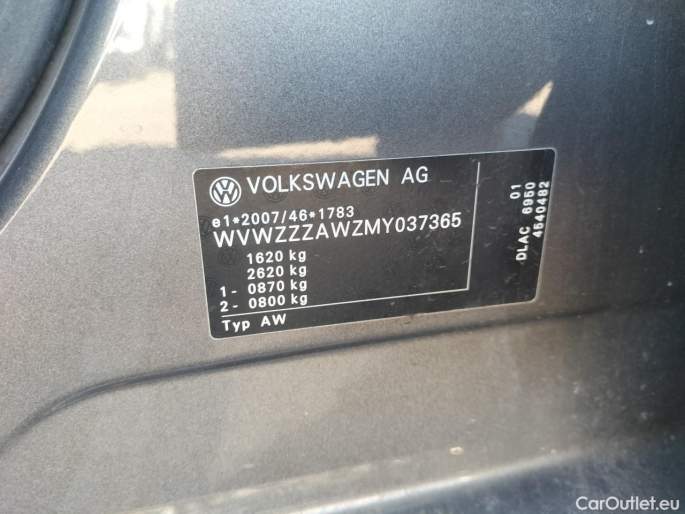 VOLKSWAGEN AG
e1*2007/46*1783
WVWZZZAWZMY037365
1620 kg
2620 kg
1- 0870 kg
2- 0800 kg
Typ AW
01
DLAC 6950
4540482
CarOutlet.eu